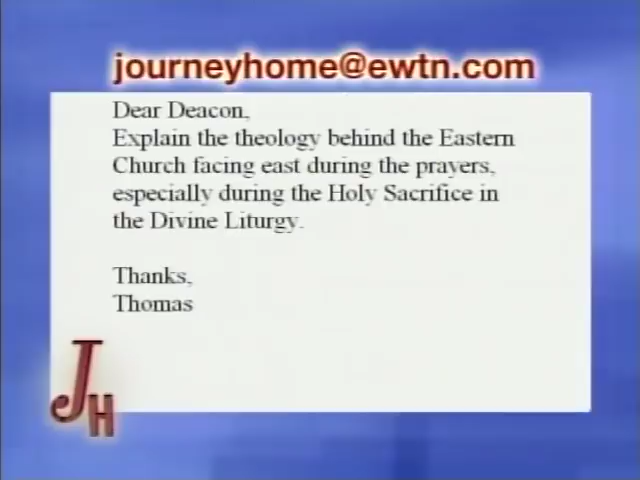 journeyhome@ewtn.com
Dear Deacon,
Explain the theology behind the Eastern
Church facing east during the prayers,
especially during the Holy Sacrifice in
the Divine Liturgy.
Thanks,
Thomas
JH